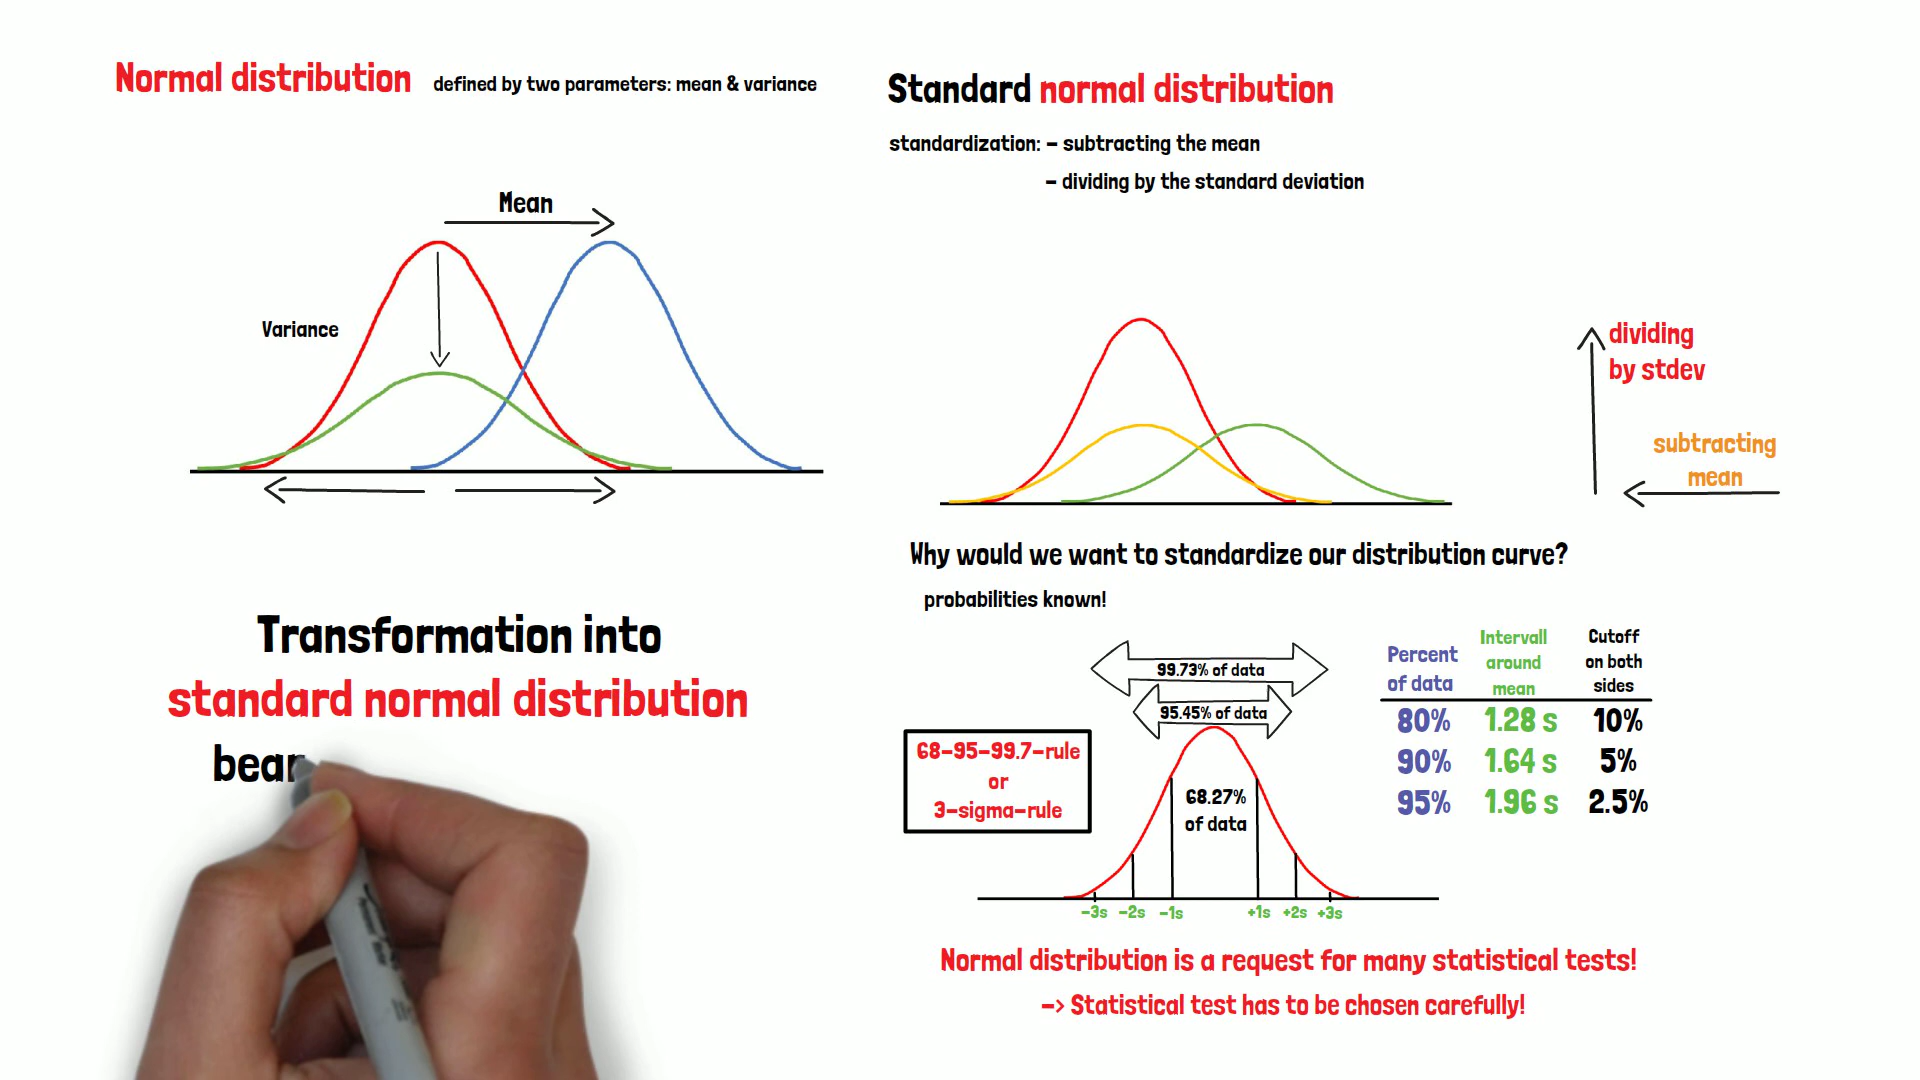 Normal distribution defined by two parameters: mean & variance
Mean
Variance
Transformation into
standard normal distribution
bear
Standard normal distribution
standardization: – subtracting the mean
– dividing by the standard deviation
dividing
by stdev
subtracting
mean
Why would we want to standardize our distribution curve?
probabilities known!
99.73% of data
95.45% of data
68–95–99.7–rule
or
3–sigma–rule
68.27%
of data
–3s –2s –1s +1s +2s +3s
Percent
of data
Intervall
around
mean
Cutoff
on both
sides
80% 1.28 s 10%
90% 1.64 s 5%
95% 1.96 s 2.5%
Normal distribution is a request for many statistical tests!
–> Statistical test has to be chosen carefully!